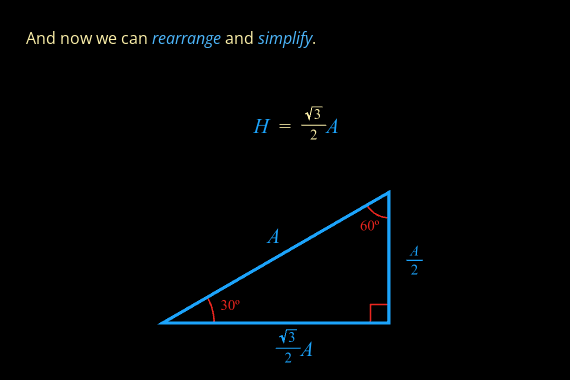 And now we can rearrange and simplify.
H = √3/2 A
A
60°
A/2
30°
√3/2 A